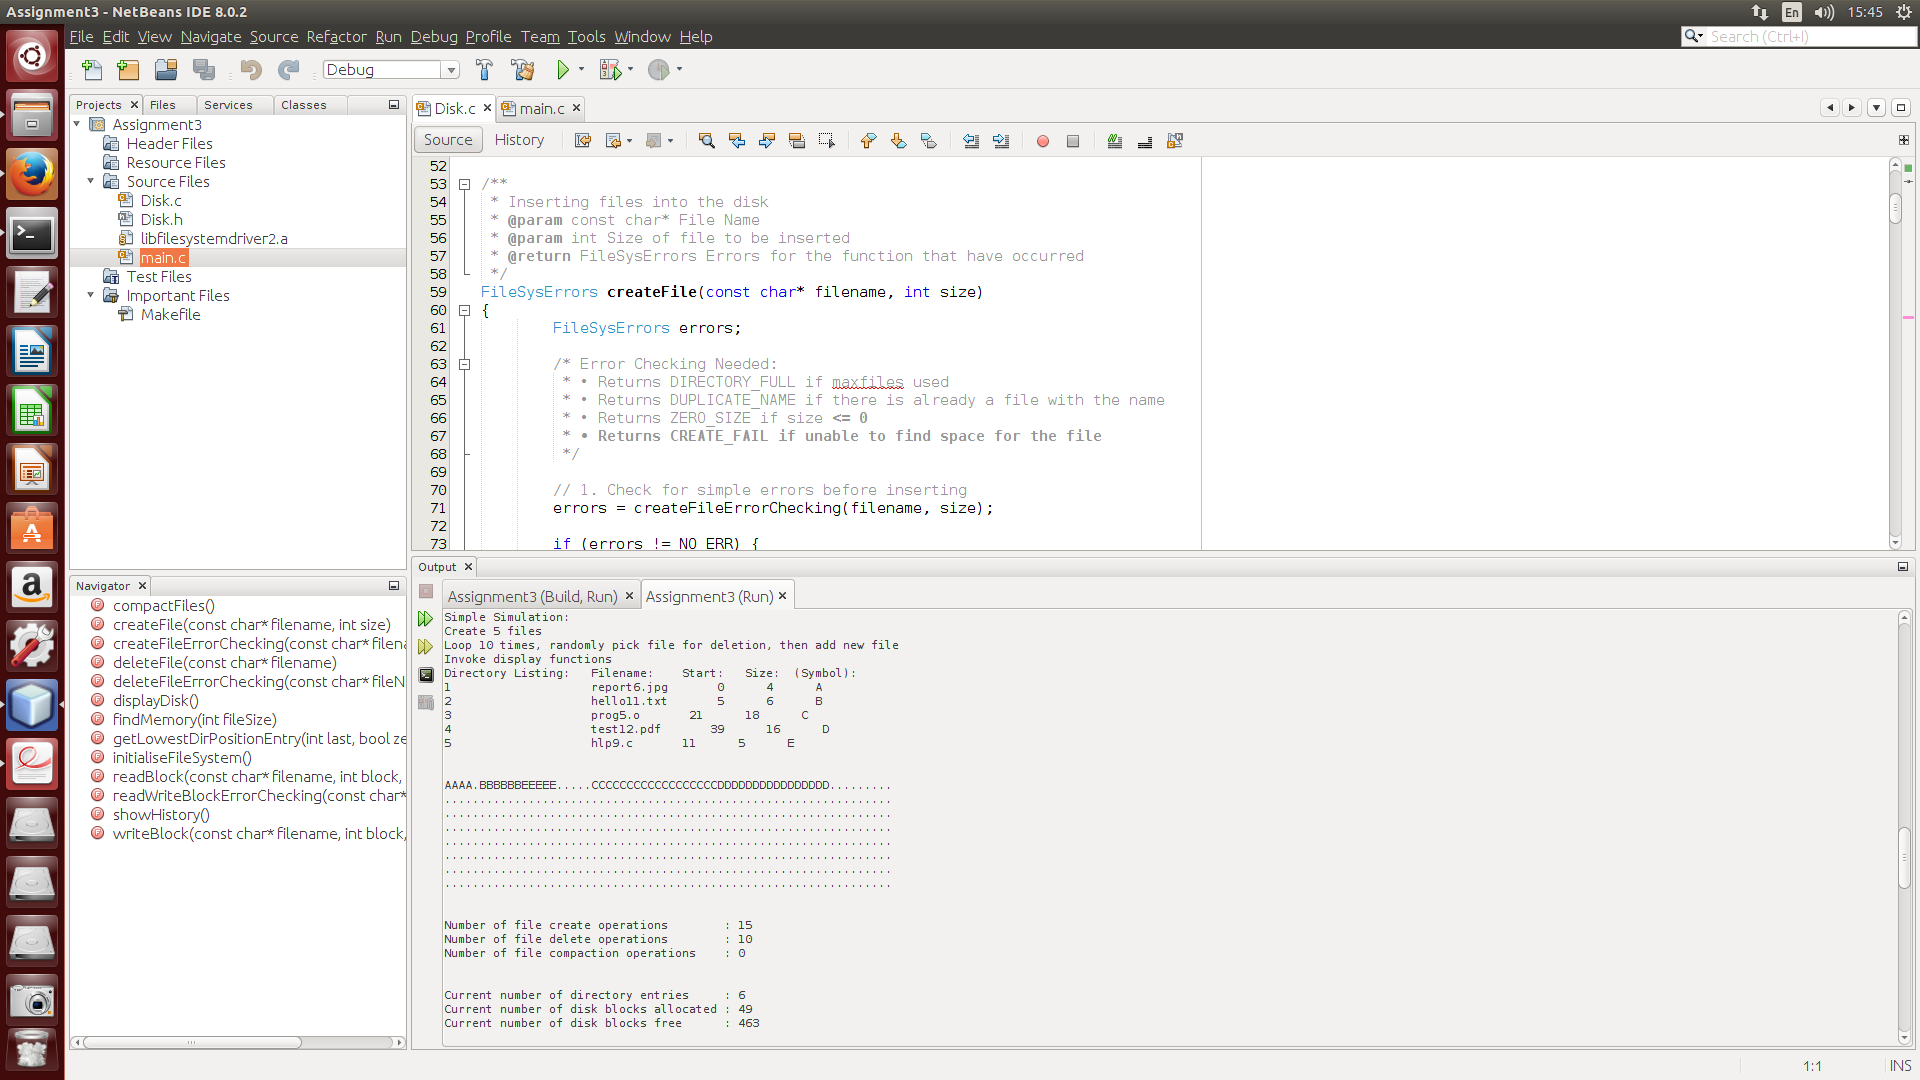 Assignment3 - NetBeans IDE 8.0.2
En
15:45
File Edit View Navigate Source Refactor Run Debug Profile Team Tools Window Help
Search (Ctrl+I)
Debug
Projects
Files
Services
Classes
Assignment3
Header Files
Resource Files
Source Files
Disk.c
Disk.h
libfilesystemdriver2.a
main.c
Test Files
Important Files
Makefile
Navigator
compactFiles()
createFile(const char* filename, int size)
createFileErrorChecking(const char* filena
deleteFile(const char* filename)
deleteFileErrorChecking(const char* fileN
displayDisk()
findMemory(int fileSize)
getLowestDirPositionEntry(int last, bool ze
initialiseFileSystem()
readBlock(const char* filename, int block,
readWriteBlockErrorChecking(const char*
showHistory()
writeBlock(const char* filename, int block,
Disk.c
main.c
Source
History
52
53 /**
54 * Inserting files into the disk
55 * @param const char* File Name
56 * @param int Size of file to be inserted
57 * @return FileSysErrors Errors for the function that have occurred
58 */
59 FileSysErrors createFile(const char* filename, int size)
60 {
61 FileSysErrors errors;
62
63 /* Error Checking Needed:
64 * • Returns DIRECTORY_FULL if maxfiles used
65 * • Returns DUPLICATE_NAME if there is already a file with the name
66 * • Returns ZERO_SIZE if size <= 0
67 * • Returns CREATE_FAIL if unable to find space for the file
68 */
69
70 // 1. Check for simple errors before inserting
71 errors = createFileErrorChecking(filename, size);
72
73 if (errors != NO_ERR) {
Output
Assignment3 (Build, Run)
Assignment3 (Run)
Simple Simulation:
Create 5 files
Loop 10 times, randomly pick file for deletion, then add new file
Invoke display functions
Directory Listing: Filename: Start: Size: (Symbol):
1 report6.jpg 0 4 A
2 hello11.txt 5 6 B
3 prog5.o 21 18 C
4 test12.pdf 39 16 D
5 hlp9.c 11 5 E
AAAA.BBBBBBEEEEE.....CCCCCCCCCCCCCCCCCCDDDDDDDDDDDDDDDD.........
................................................................
................................................................
................................................................
................................................................
................................................................
................................................................
................................................................
Number of file create operations : 15
Number of file delete operations : 10
Number of file compaction operations : 0
Current number of directory entries : 6
Current number of disk blocks allocated : 49
Current number of disk blocks free : 463
1:1
INS